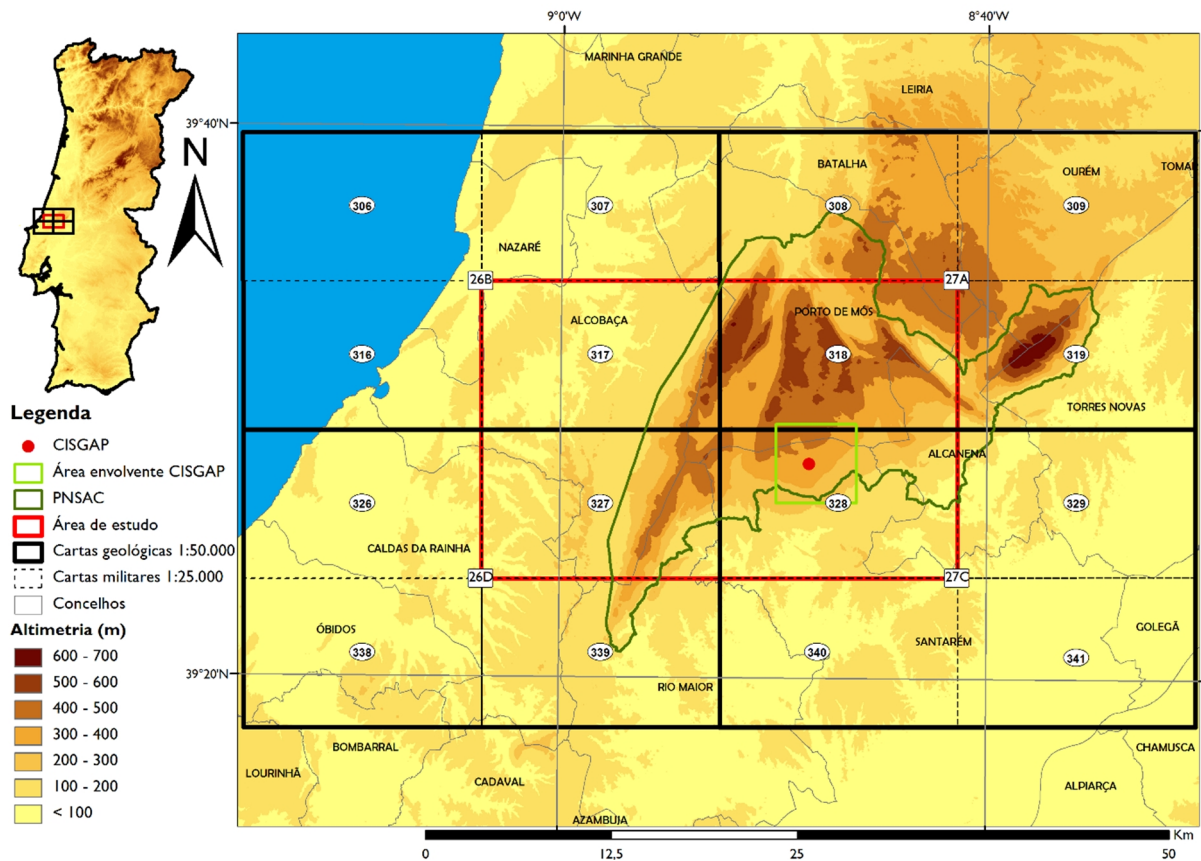 9°0'W
8°40'W
MARINHA GRANDE
LEIRIA
39°40'N
N
BATALHA
OURÉM
306
307
308
309
NAZARÉ
26B
27A
ALCOBAÇA
PORTO DE MÓS
316
317
318
319
TORRES NOVAS
Legenda
CISGAP
Área envolvente CISGAP
PNSAC
Área de estudo
Cartas geológicas 1:50.000
Cartas militares 1:25.000
Concelhos
Altimetria (m)
600 - 700
500 - 600
400 - 500
300 - 400
200 - 300
100 - 200
< 100
ALCANENA
326
327
328
329
CALDAS DA RAINHA
26D
27C
ÓBIDOS
GOLEGÃ
SANTARÉM
338
339
340
341
39°20'N
RIO MAIOR
BOMBARRAL
CHAMUSCA
LOURINHÃ
CADAVAL
ALPIARÇA
AZAMBUJA
Km
0
12,5
25
50